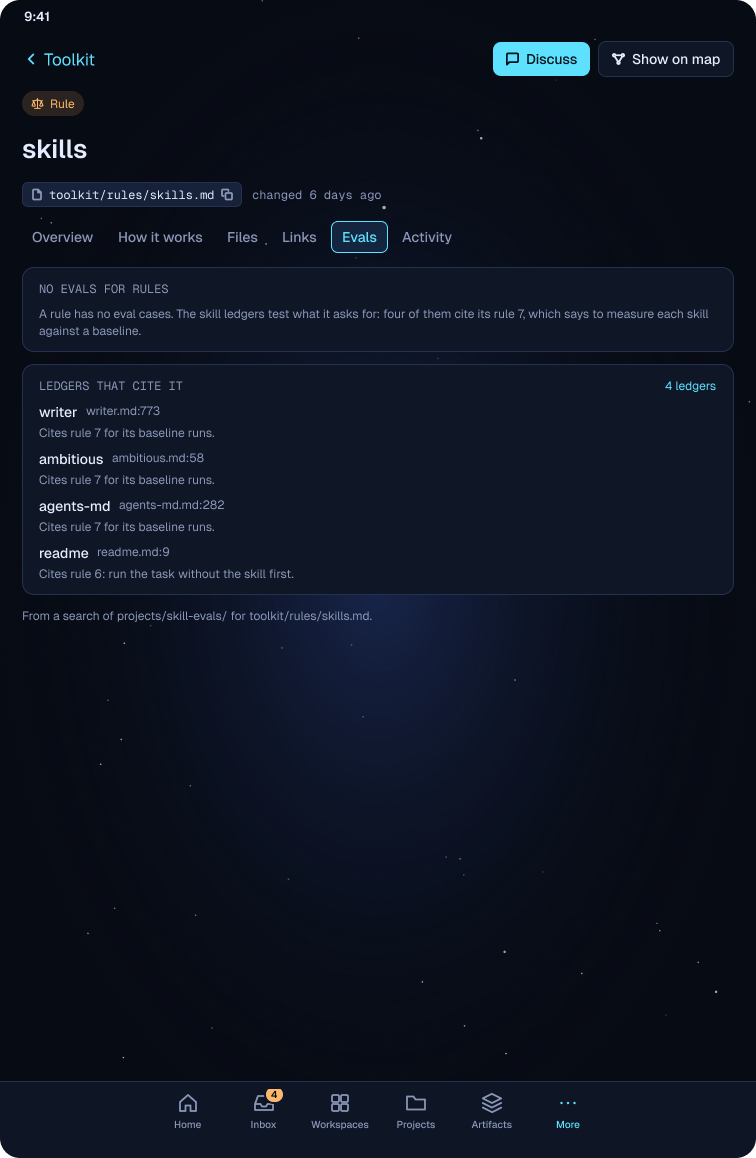 9:41
Toolkit
Discuss
Show on map
Rule
skills
toolkit/rules/skills.md changed 6 days ago
Overview How it works Files Links Evals Activity
NO EVALS FOR RULES
A rule has no eval cases. The skill ledgers test what it asks for: four of them cite its rule 7, which says to measure each skill
against a baseline.
LEDGERS THAT CITE IT 4 ledgers
writer writer.md:773
Cites rule 7 for its baseline runs.
ambitious ambitious.md:58
Cites rule 7 for its baseline runs.
agents-md agents-md.md:282
Cites rule 7 for its baseline runs.
readme readme.md:9
Cites rule 6: run the task without the skill first.
From a search of projects/skill-evals/ for toolkit/rules/skills.md.
4
Home Inbox Workspaces Projects Artifacts More